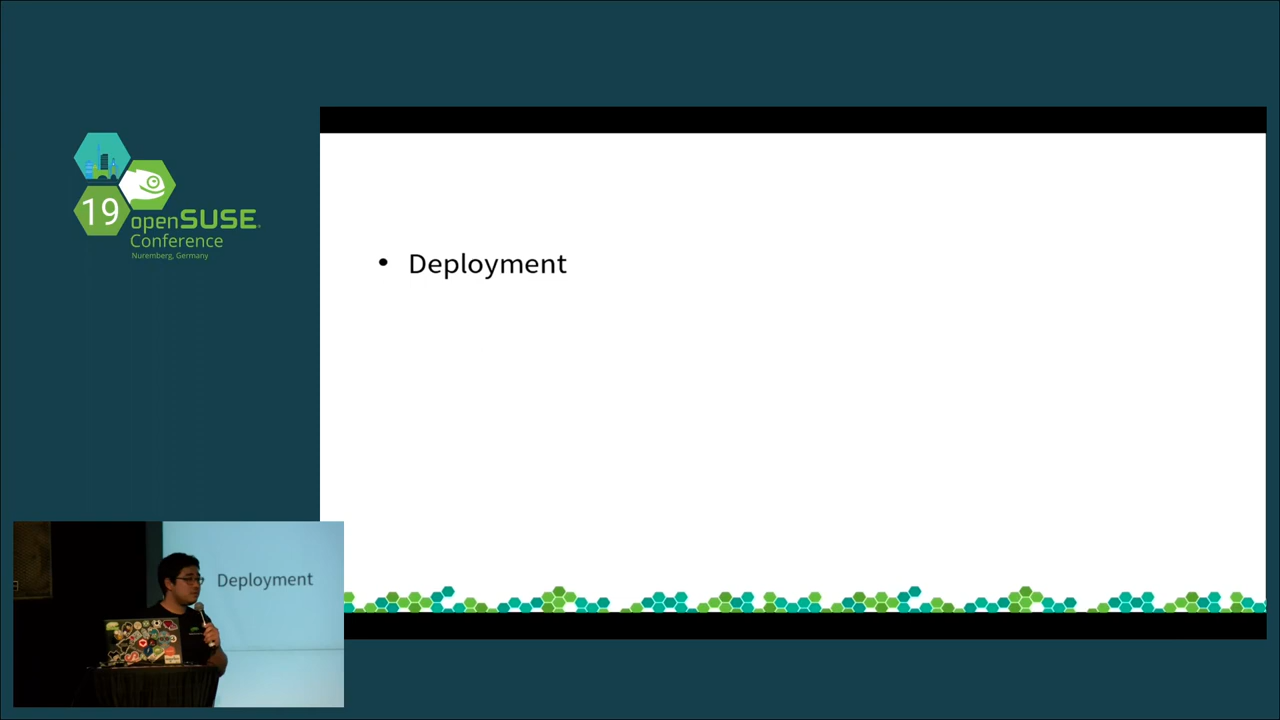 19
openSUSE
Conference
Nuremberg, Germany
• Deployment
Deployment